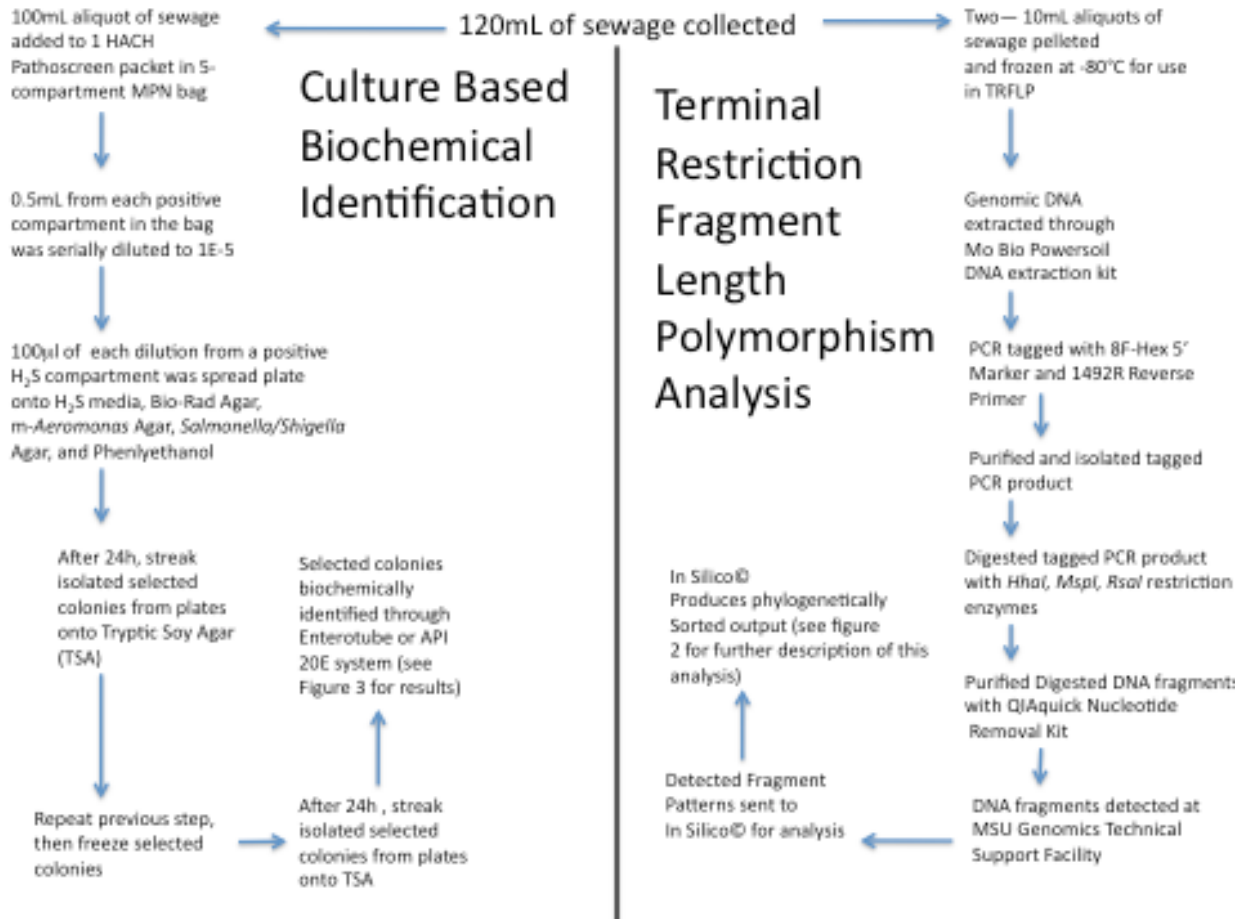 120mL of sewage collected
Culture Based
Biochemical
Identification
100mL aliquot of sewage
added to 1 HACH
Pathoscreen packet in 5-
compartment MPN bag
0.5mL from each positive
compartment in the bag
was serially diluted to 1E-5
100µl of each dilution from a positive
H₂S compartment was spread plate
onto H₂S media, Bio-Rad Agar,
m-Aeromonas Agar, Salmonella/Shigella
Agar, and Phenlyethanol
After 24h, streak
isolated selected
colonies from plates
onto Tryptic Soy Agar
(TSA)
Repeat previous step,
then freeze selected
colonies
After 24h , streak
isolated selected
colonies from plates
onto TSA
Selected colonies
biochemically
identified through
Enterotube or API
20E system (see
Figure 3 for results)
Terminal
Restriction
Fragment
Length
Polymorphism
Analysis
Two— 10mL aliquots of
sewage pelleted
and frozen at -80°C for use
in TRFLP
Genomic DNA
extracted through
Mo Bio Powersoil
DNA extraction kit
PCR tagged with 8F-Hex 5’
Marker and 1492R Reverse
Primer
Purified and isolated tagged
PCR product
Digested tagged PCR product
with HhaI, MspI, RsaI restriction
enzymes
Purified Digested DNA fragments
with QIAquick Nucleotide
Removal Kit
DNA fragments detected at
MSU Genomics Technical
Support Facility
Detected Fragment
Patterns sent to
In Silico© for analysis
In Silico©
Produces phylogenetically
Sorted output (see figure
2 for further description of this
analysis)